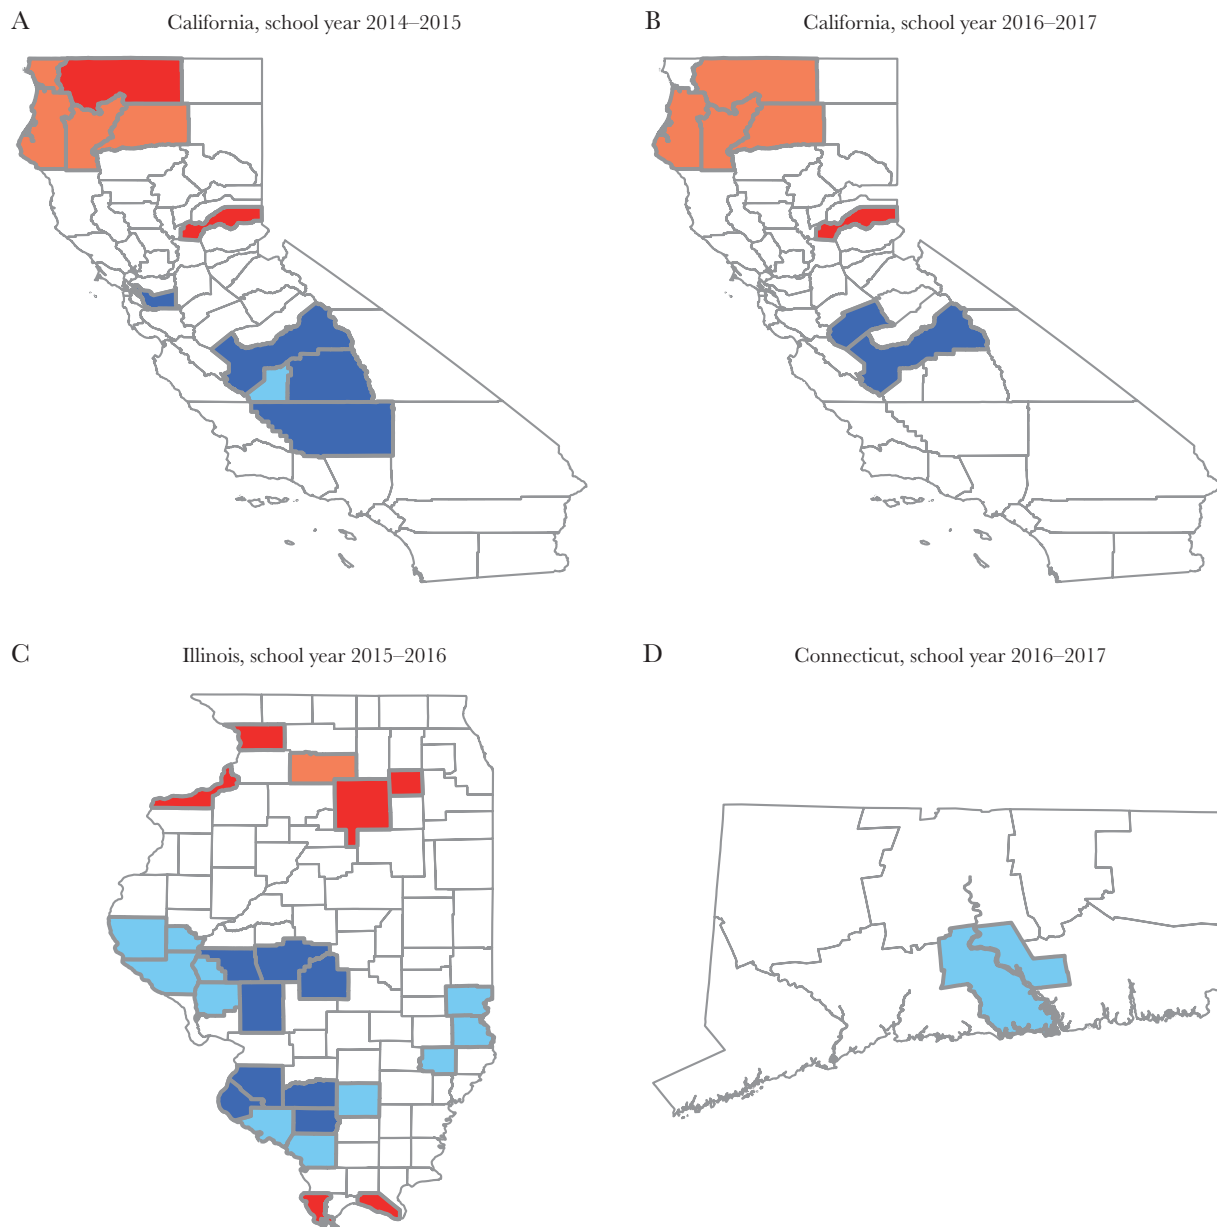 A
California, school year 2014–2015
B
California, school year 2016–2017
C
Illinois, school year 2015–2016
D
Connecticut, school year 2016–2017